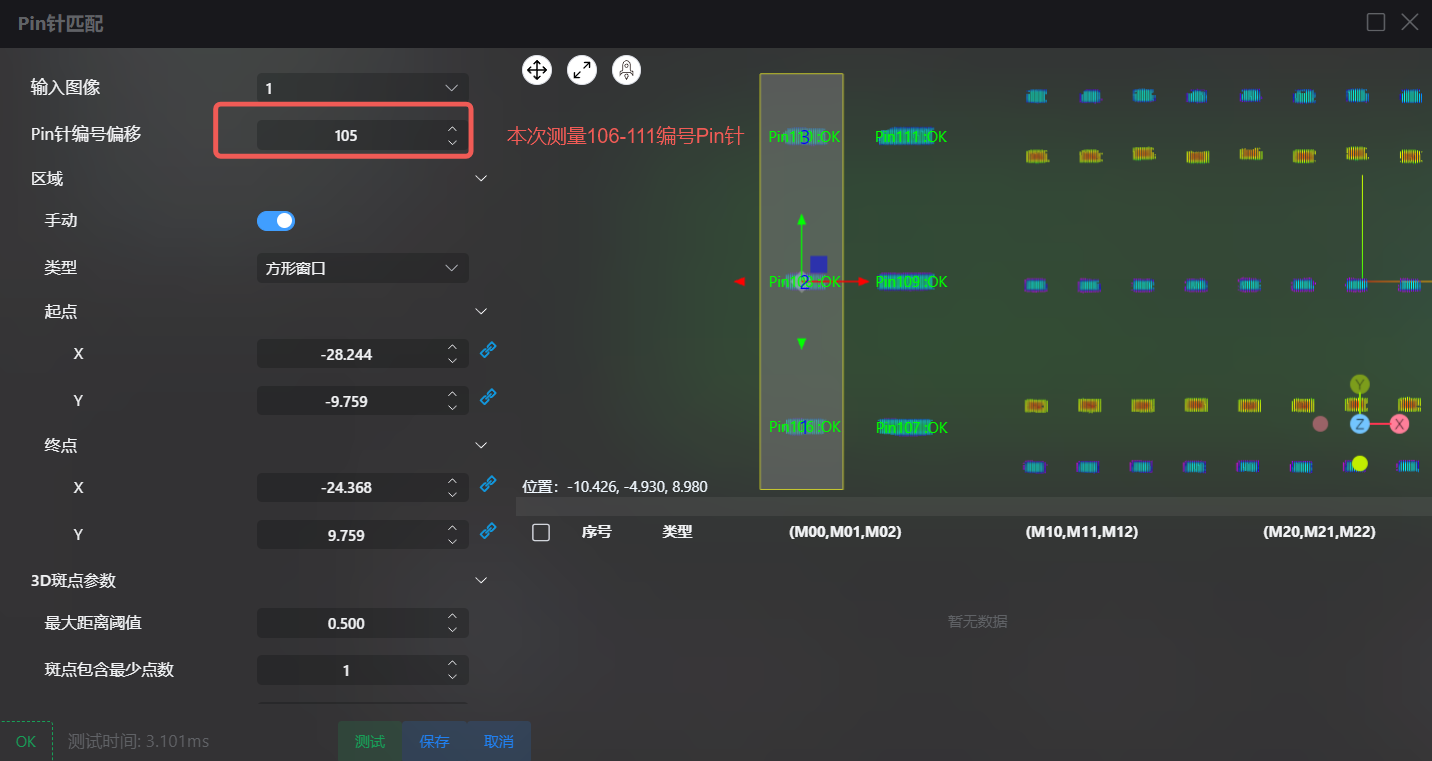 Pin针匹配
输入图像
1
Pin针编号偏移
105
本次测量106-111编号Pin针
区域
手动
类型
方形窗口
起点
X
-28.244
Y
-9.759
终点
X
-24.368
Y
9.759
3D斑点参数
最大距离阈值
0.500
斑点包含最少点数
1
OK
测试时间: 3.101ms
测试
保存
取消
3
:OK
Pin111:OK
2
:OK
Pin109:OK
Pin106:OK
1
Pin107:OK
Y
Z
X
位置: -10.426, -4.930, 8.980
序号
类型
(M00,M01,M02)
(M10,M11,M12)
(M20,M21,M22)
暂无数据